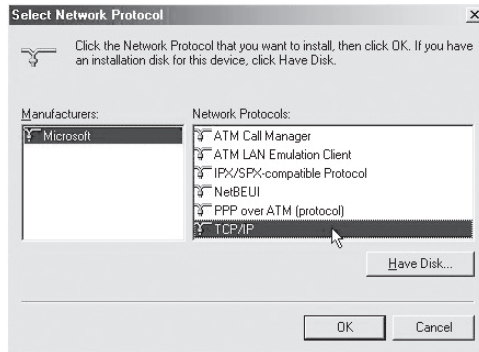 Select Network Protocol
Click the Network Protocol that you want to install, then click OK. If you have
an installation disk for this device, click Have Disk.
Manufacturers:
Microsoft
Network Protocols:
ATM Call Manager
ATM LAN Emulation Client
IPX/SPX-compatible Protocol
NetBEUI
PPP over ATM (protocol)
TCP/IP
Have Disk...
OK
Cancel